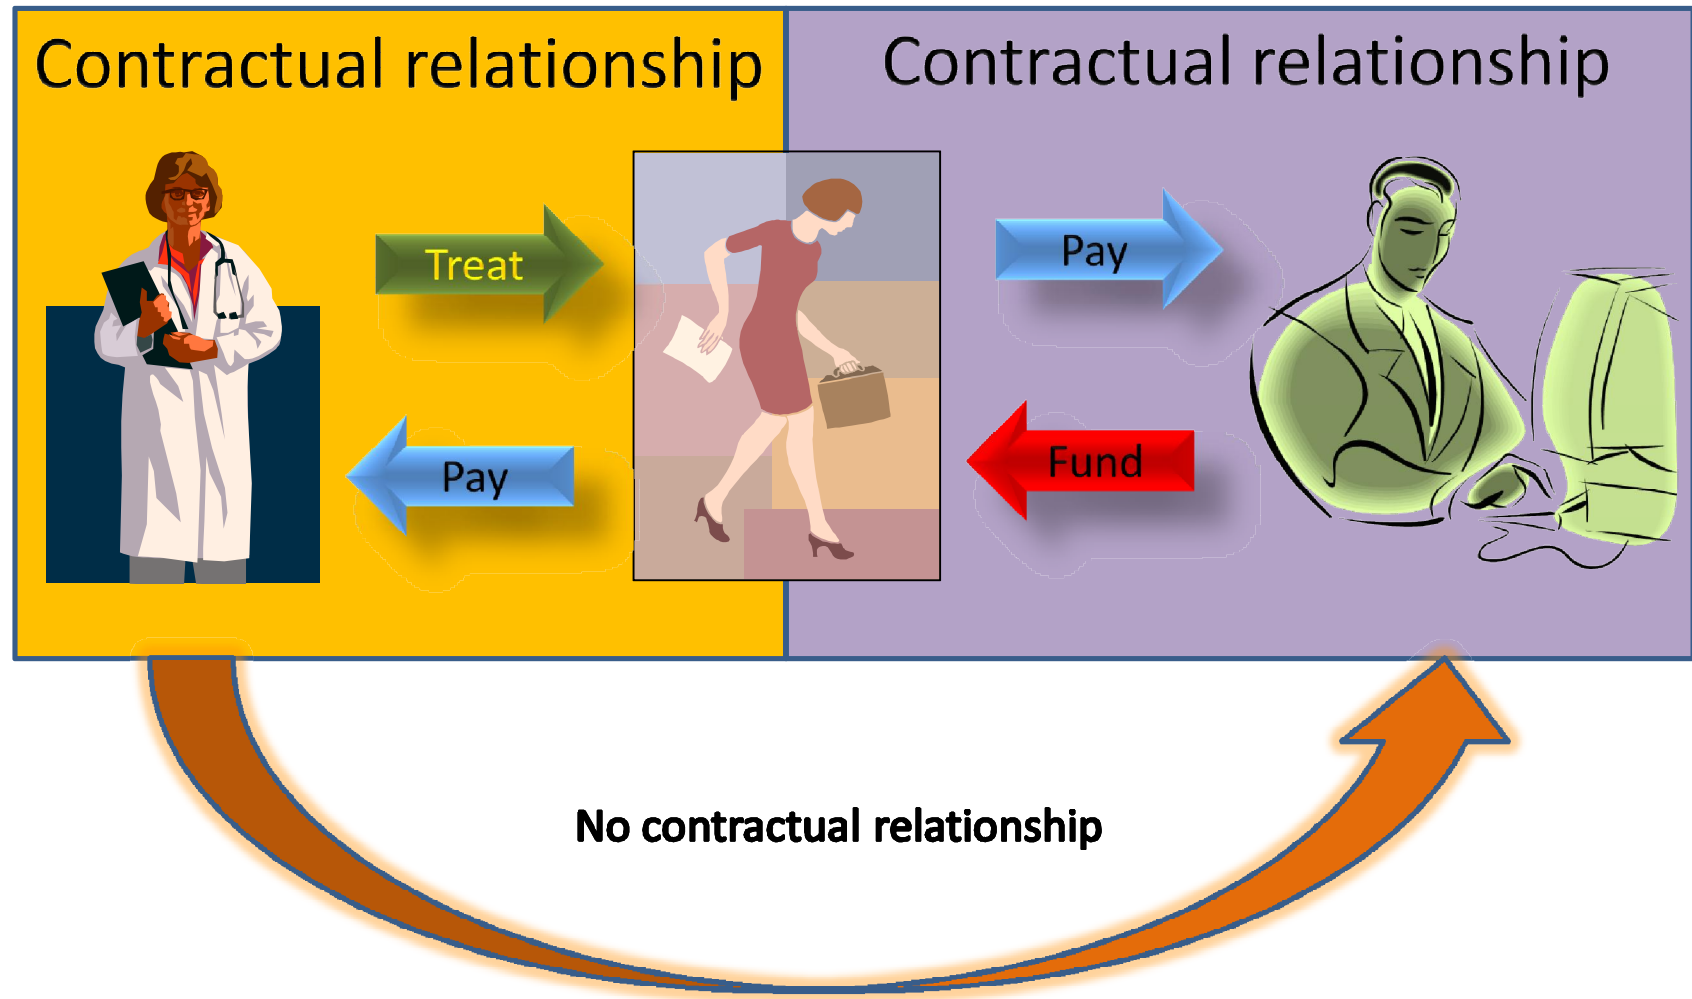 Contractual relationship
Contractual relationship
Treat
Pay
Pay
Fund
No contractual relationship